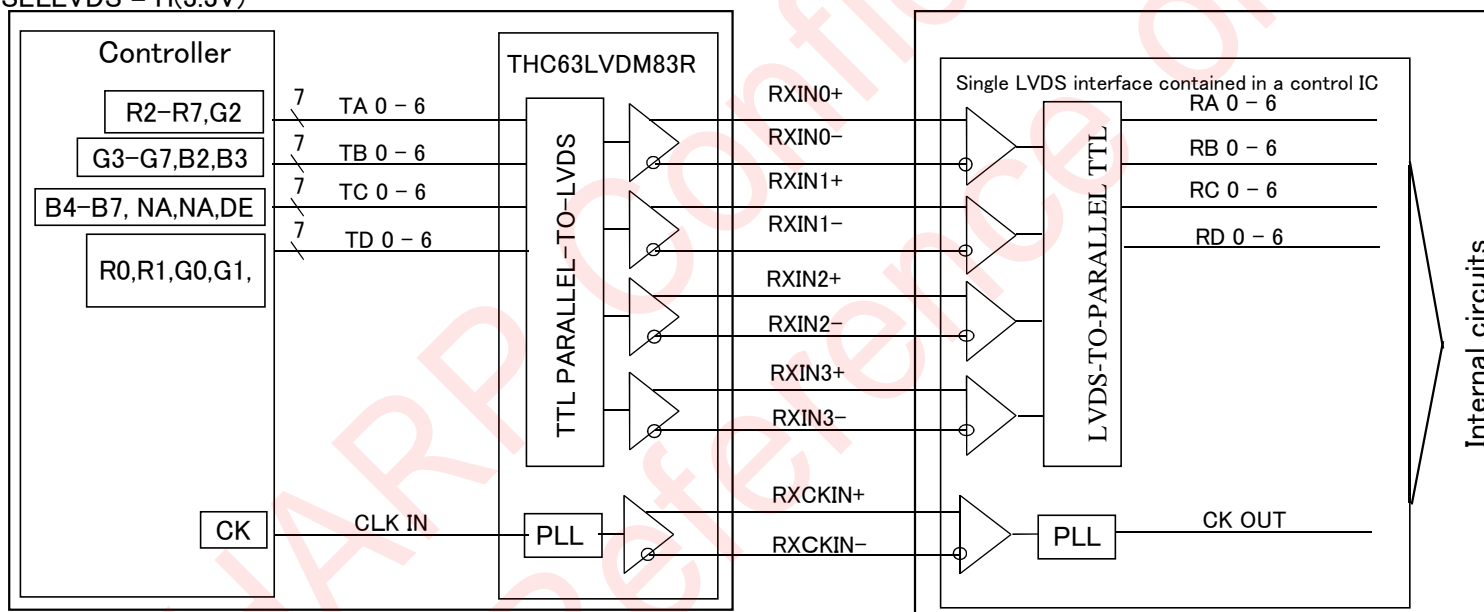 SELLVDS = H(3.3V)
Controller
THC63LVDM83R
Single LVDS interface contained in a control IC
R2-R7,G2
7
TA 0 - 6
RXIN0+
RA 0 - 6
RXIN0-
G3-G7,B2,B3
7
TB 0 - 6
RB 0 - 6
RXIN1+
B4-B7, NA,NA,DE
7
TC 0 - 6
RC 0 - 6
RXIN1-
R0,R1,G0,G1,
7
TD 0 - 6
RD 0 - 6
TTL PARALLEL-TO-LVDS
LVDS-TO-PARALLEL TTL
RXIN2+
RXIN2-
RXIN3+
RXIN3-
Internal circuits
CK
CLK IN
PLL
RXCKIN+
RXCKIN-
PLL
CK OUT